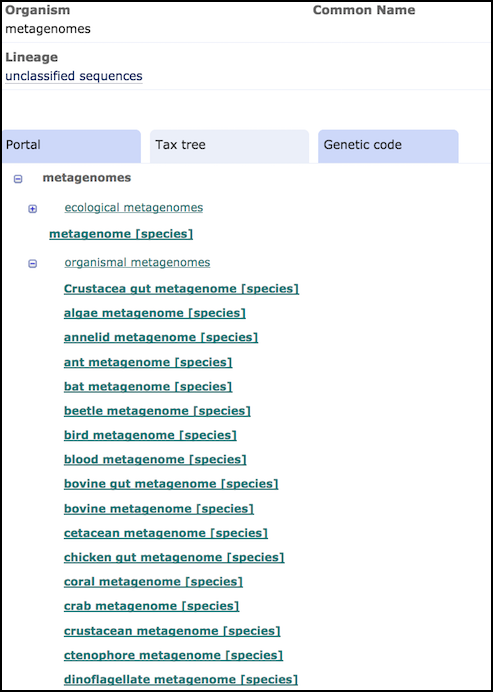 Organism Common Name
metagenomes
Lineage
unclassified sequences
Portal Tax tree Genetic code
metagenomes
ecological metagenomes
metagenome [species]
organismal metagenomes
Crustacea gut metagenome [species]
algae metagenome [species]
annelid metagenome [species]
ant metagenome [species]
bat metagenome [species]
beetle metagenome [species]
bird metagenome [species]
blood metagenome [species]
bovine gut metagenome [species]
bovine metagenome [species]
cetacean metagenome [species]
chicken gut metagenome [species]
coral metagenome [species]
crab metagenome [species]
crustacean metagenome [species]
ctenophore metagenome [species]
dinoflagellate metagenome [species]